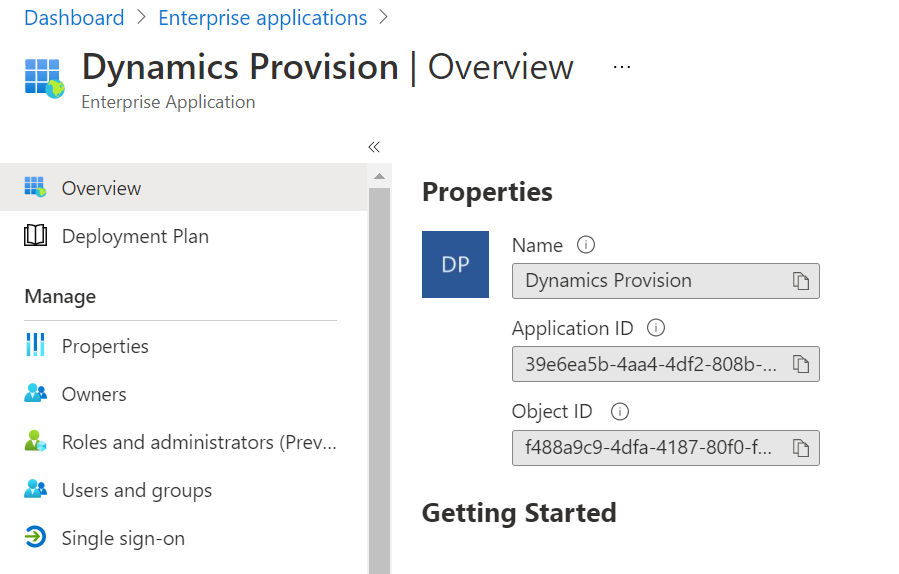 Dashboard > Enterprise applications >
Dynamics Provision | Overview ...
Enterprise Application
«
Overview
Deployment Plan
Manage
Properties
Owners
Roles and administrators (Prev...
Users and groups
Single sign-on
Properties
DP
Name
Dynamics Provision
Application ID
39e6ea5b-4aa4-4df2-808b-...
Object ID
f488a9c9-4dfa-4187-80f0-f...
Getting Started